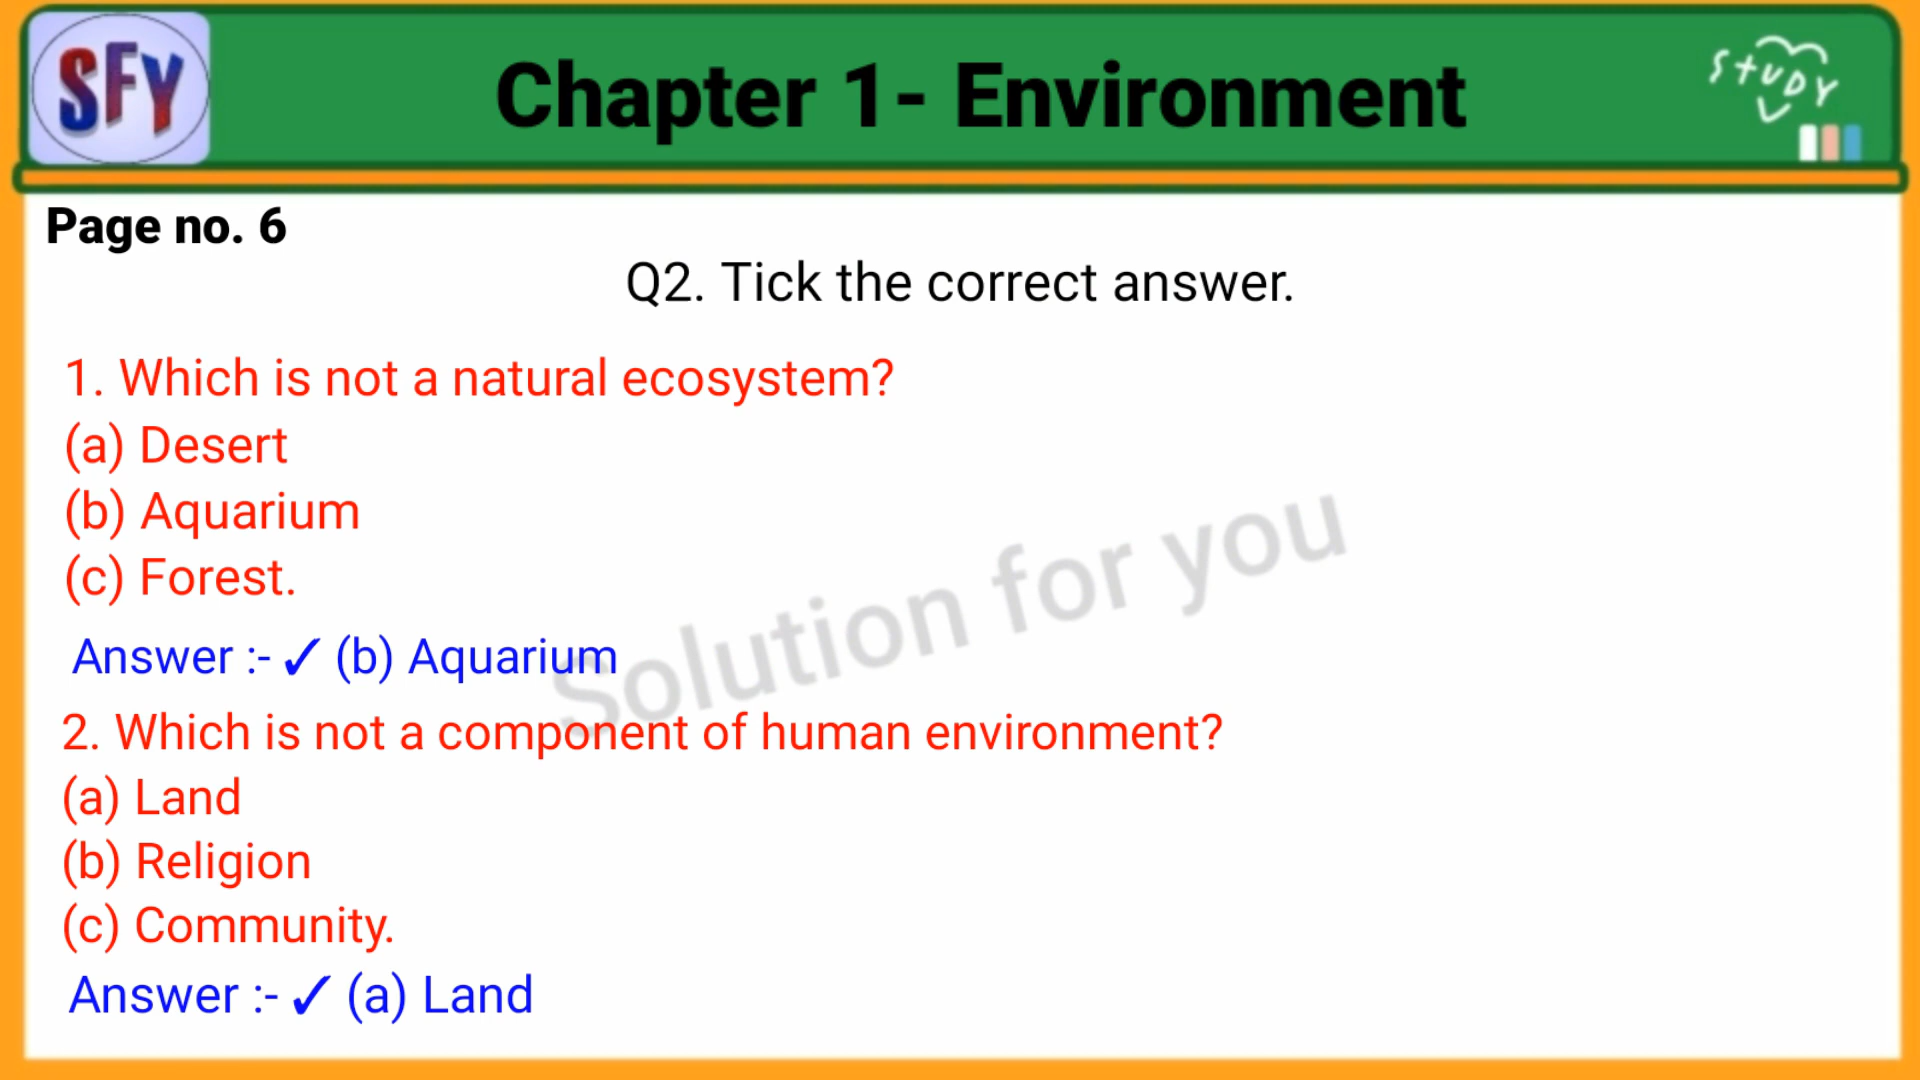 SFY
Chapter 1- Environment
STUDY
Page no. 6
Q2. Tick the correct answer.
1. Which is not a natural ecosystem?
(a) Desert
(b) Aquarium
(c) Forest.
Answer :- ✓ (b) Aquarium
Solution for you
2. Which is not a component of human environment?
(a) Land
(b) Religion
(c) Community.
Answer :- ✓ (a) Land